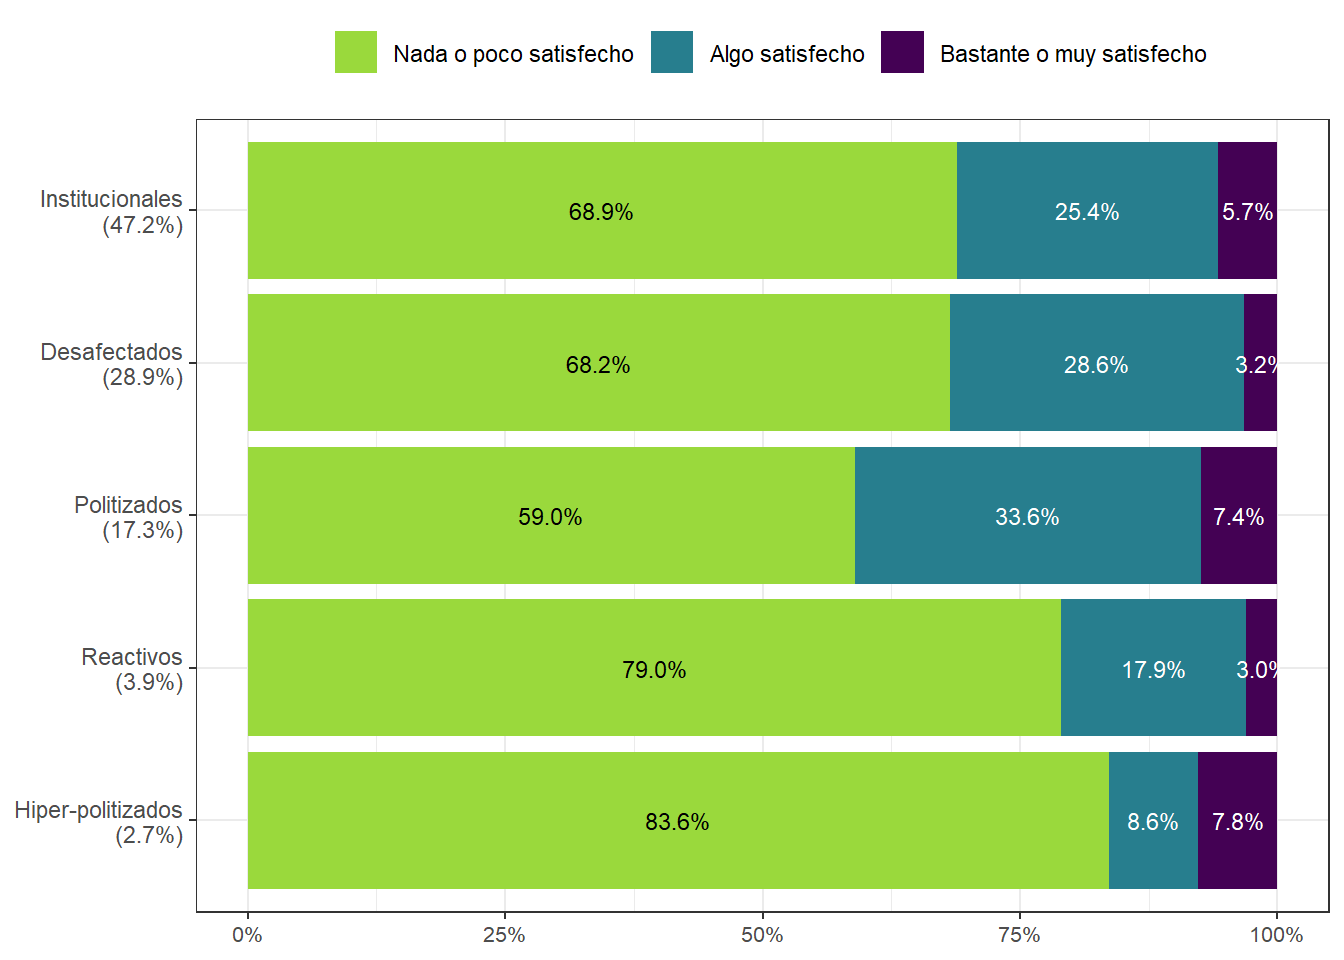 Nada o poco satisfecho Algo satisfecho Bastante o muy satisfecho
Institucionales
(47.2%)
68.9% 25.4% 5.7%
Desafectados
(28.9%)
68.2% 28.6% 3.2%
Politizados
(17.3%)
59.0% 33.6% 7.4%
Reactivos
(3.9%)
79.0% 17.9% 3.0%
Hiper-politizados
(2.7%)
83.6% 8.6% 7.8%
0% 25% 50% 75% 100%